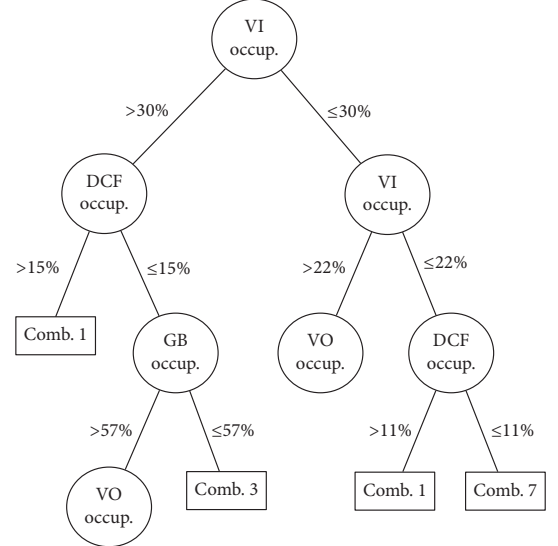 VI
occup.
>30%
≤30%
DCF
occup.
VI
occup.
>15%
≤15%
>22%
≤22%
Comb. 1
GB
occup.
VO
occup.
DCF
occup.
>57%
≤57%
>11%
≤11%
VO
occup.
Comb. 3
Comb. 1
Comb. 7